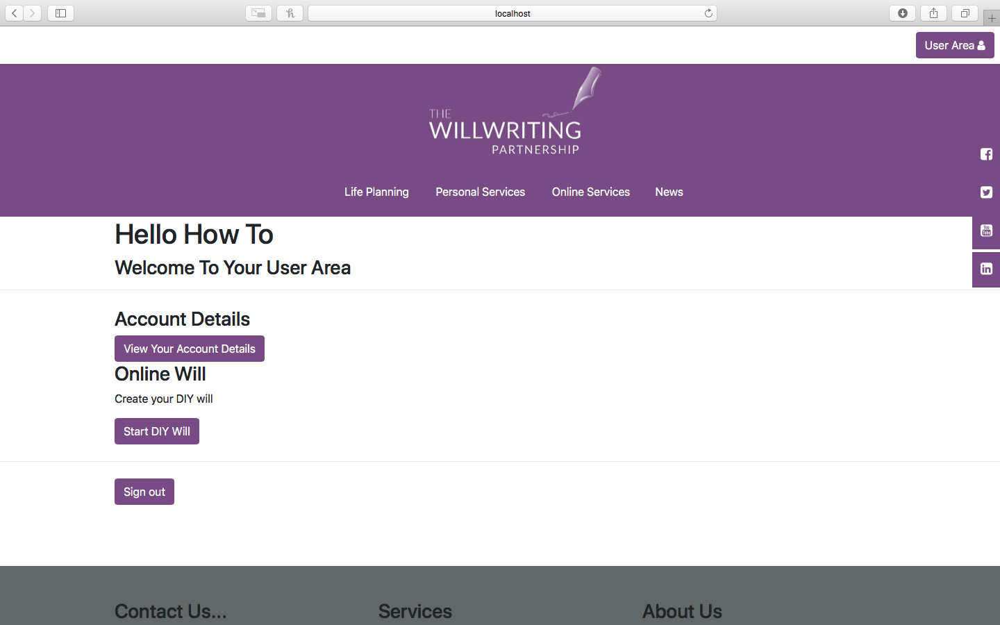 localhost
User Area
THE
WILLWRITING
PARTNERSHIP
Life Planning Personal Services Online Services News
Hello How To
Welcome To Your User Area
Account Details
View Your Account Details
Online Will
Create your DIY will
Start DIY Will
Sign out
Contact Us... Services About Us